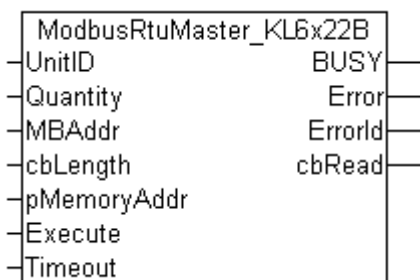 ModbusRtuMaster_KL6x22B
UnitID BUSY
Quantity Error
MBAddr ErrorId
cbLength cbRead
pMemoryAddr
Execute
Timeout